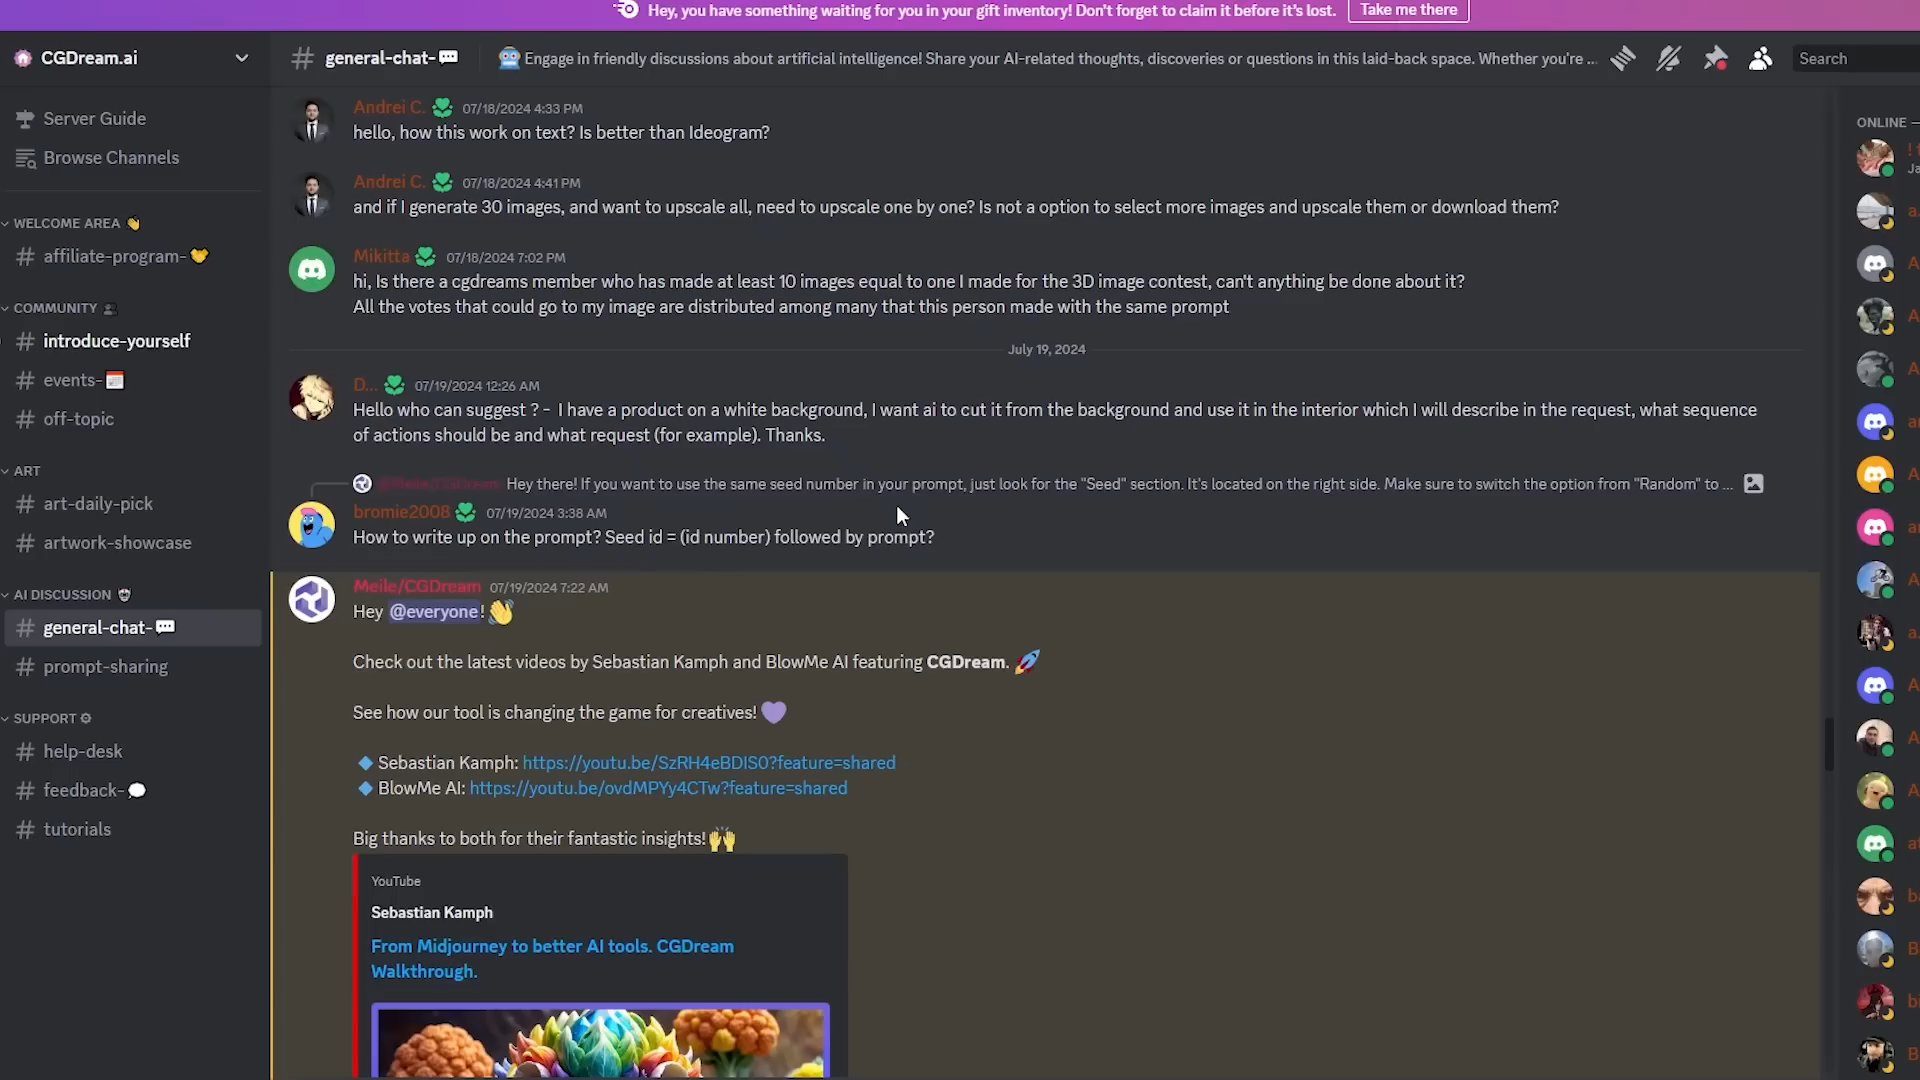 Hey, you have something waiting for you in your gift inventory! Don't forget to claim it before it's lost.
Take me there
CGDream.ai
general-chat-💬
🤖 Engage in friendly discussions about artificial intelligence! Share your AI-related thoughts, discoveries or questions in this laid-back space. Whether you're ...
Search
Server Guide
Browse Channels
WELCOME AREA 👋
affiliate-program-🤝
COMMUNITY 👥
introduce-yourself
events-📅
off-topic
ART
art-daily-pick
artwork-showcase
AI DISCUSSION
general-chat-💬
prompt-sharing
SUPPORT ⚙
help-desk
feedback-💭
tutorials
Andrei C. 07/18/2024 4:33 PM
hello, how this work on text? Is better than Ideogram?
Andrei C. 07/18/2024 4:41 PM
and if I generate 30 images, and want to upscale all, need to upscale one by one? Is not a option to select more images and upscale them or download them?
Mikitta 07/18/2024 7:02 PM
hi, Is there a cgdreams member who has made at least 10 images equal to one I made for the 3D image contest, can't anything be done about it?
All the votes that could go to my image are distributed among many that this person made with the same prompt
July 19, 2024
D... 07/19/2024 12:26 AM
Hello who can suggest ? - I have a product on a white background, I want ai to cut it from the background and use it in the interior which I will describe in the request, what sequence
of actions should be and what request (for example). Thanks.
@Meile/CGDream Hey there! If you want to use the same seed number in your prompt, just look for the "Seed" section. It's located on the right side. Make sure to switch the option from "Random" to ...
bromie2008 07/19/2024 3:38 AM
How to write up on the prompt? Seed id = (id number) followed by prompt?
Meile/CGDream 07/19/2024 7:22 AM
Hey @everyone! 👋
Check out the latest videos by Sebastian Kamph and BlowMe AI featuring CGDream. 🚀
See how our tool is changing the game for creatives! 💜
🔹 Sebastian Kamph: https://youtu.be/SzRH4eBDIS0?feature=shared
🔹 BlowMe AI: https://youtu.be/ovdMPYy4CTw?feature=shared
Big thanks to both for their fantastic insights! 🙌
YouTube
Sebastian Kamph
From Midjourney to better AI tools. CGDream
Walkthrough.
ONLINE —